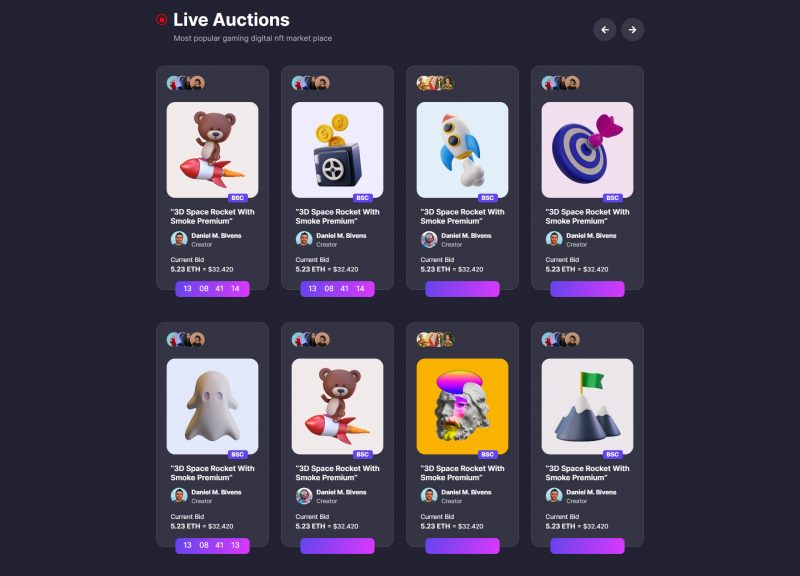 Live Auctions
Most popular gaming digital nft market place
BSC
"3D Space Rocket With
Smoke Premium"
Daniel M. Bivens
Creator
Current Bid
5.23 ETH = $32.420
13 08 41 14
BSC
"3D Space Rocket With
Smoke Premium"
Daniel M. Bivens
Creator
Current Bid
5.23 ETH = $32.420
13 08 41 14
BSC
"3D Space Rocket With
Smoke Premium"
Daniel M. Bivens
Creator
Current Bid
5.23 ETH = $32.420
BSC
"3D Space Rocket With
Smoke Premium"
Daniel M. Bivens
Creator
Current Bid
5.23 ETH = $32.420
BSC
"3D Space Rocket With
Smoke Premium"
Daniel M. Bivens
Creator
Current Bid
5.23 ETH = $32.420
13 08 41 13
BSC
"3D Space Rocket With
Smoke Premium"
Daniel M. Bivens
Creator
Current Bid
5.23 ETH = $32.420
BSC
"3D Space Rocket With
Smoke Premium"
Daniel M. Bivens
Creator
Current Bid
5.23 ETH = $32.420
BSC
"3D Space Rocket With
Smoke Premium"
Daniel M. Bivens
Creator
Current Bid
5.23 ETH = $32.420